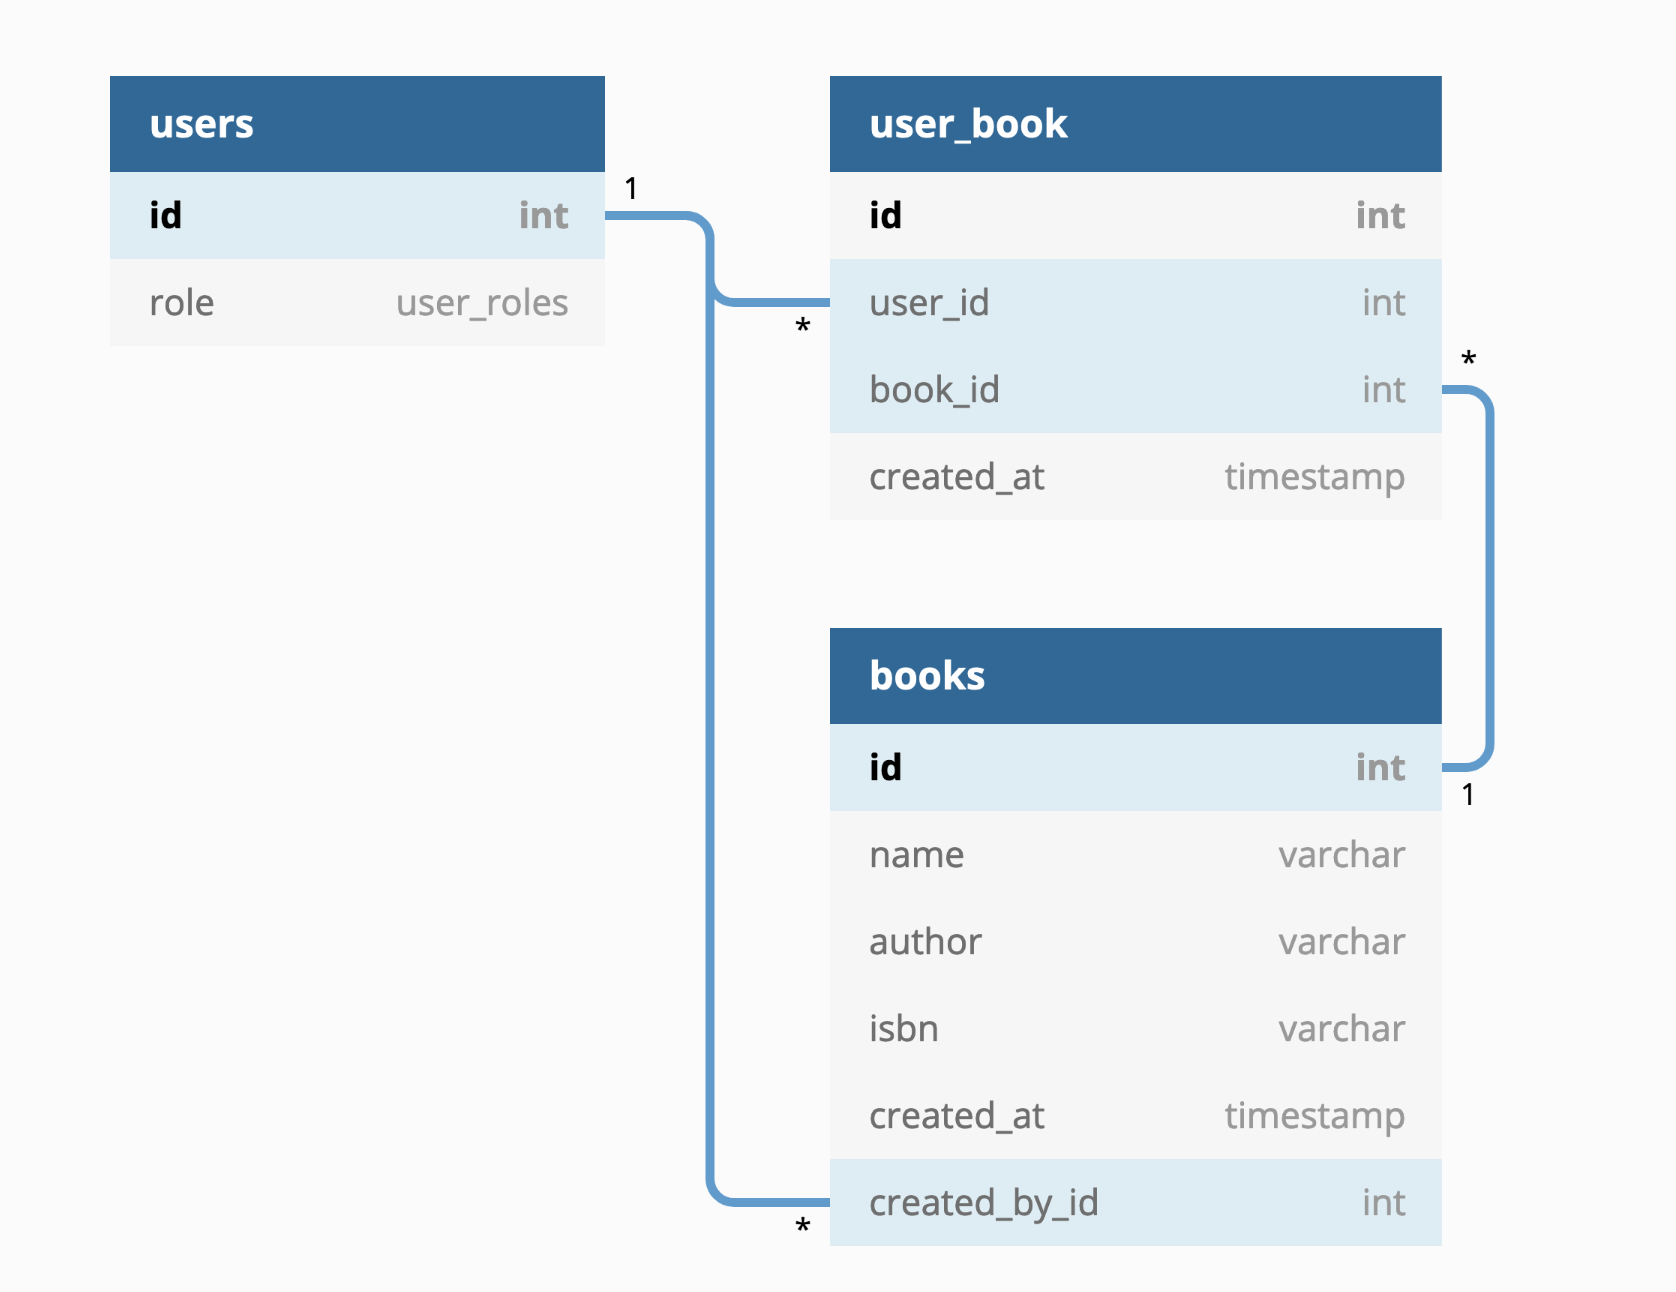 users
id int
role user_roles
1
*
user_book
id int
user_id int
book_id int
created_at timestamp
*
books
id int
name varchar
author varchar
isbn varchar
created_at timestamp
created_by_id int
1
*